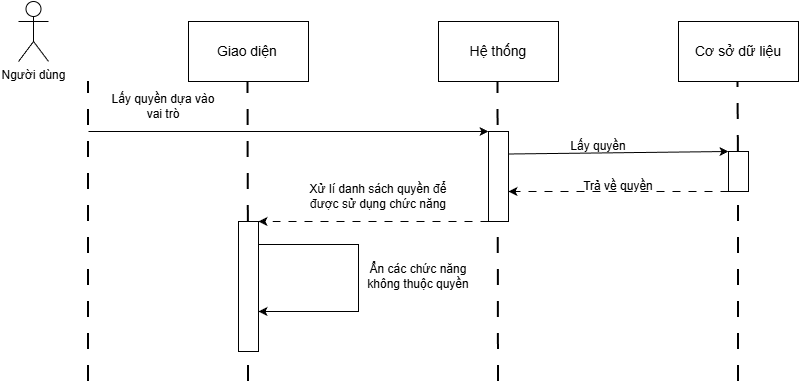 Người dùng
Giao diện
Hệ thống
Cơ sở dữ liệu
Lấy quyền dựa vào
vai trò
Lấy quyền
Trả về quyền
Xử lí danh sách quyền để
được sử dụng chức năng
Ẩn các chức năng
không thuộc quyền